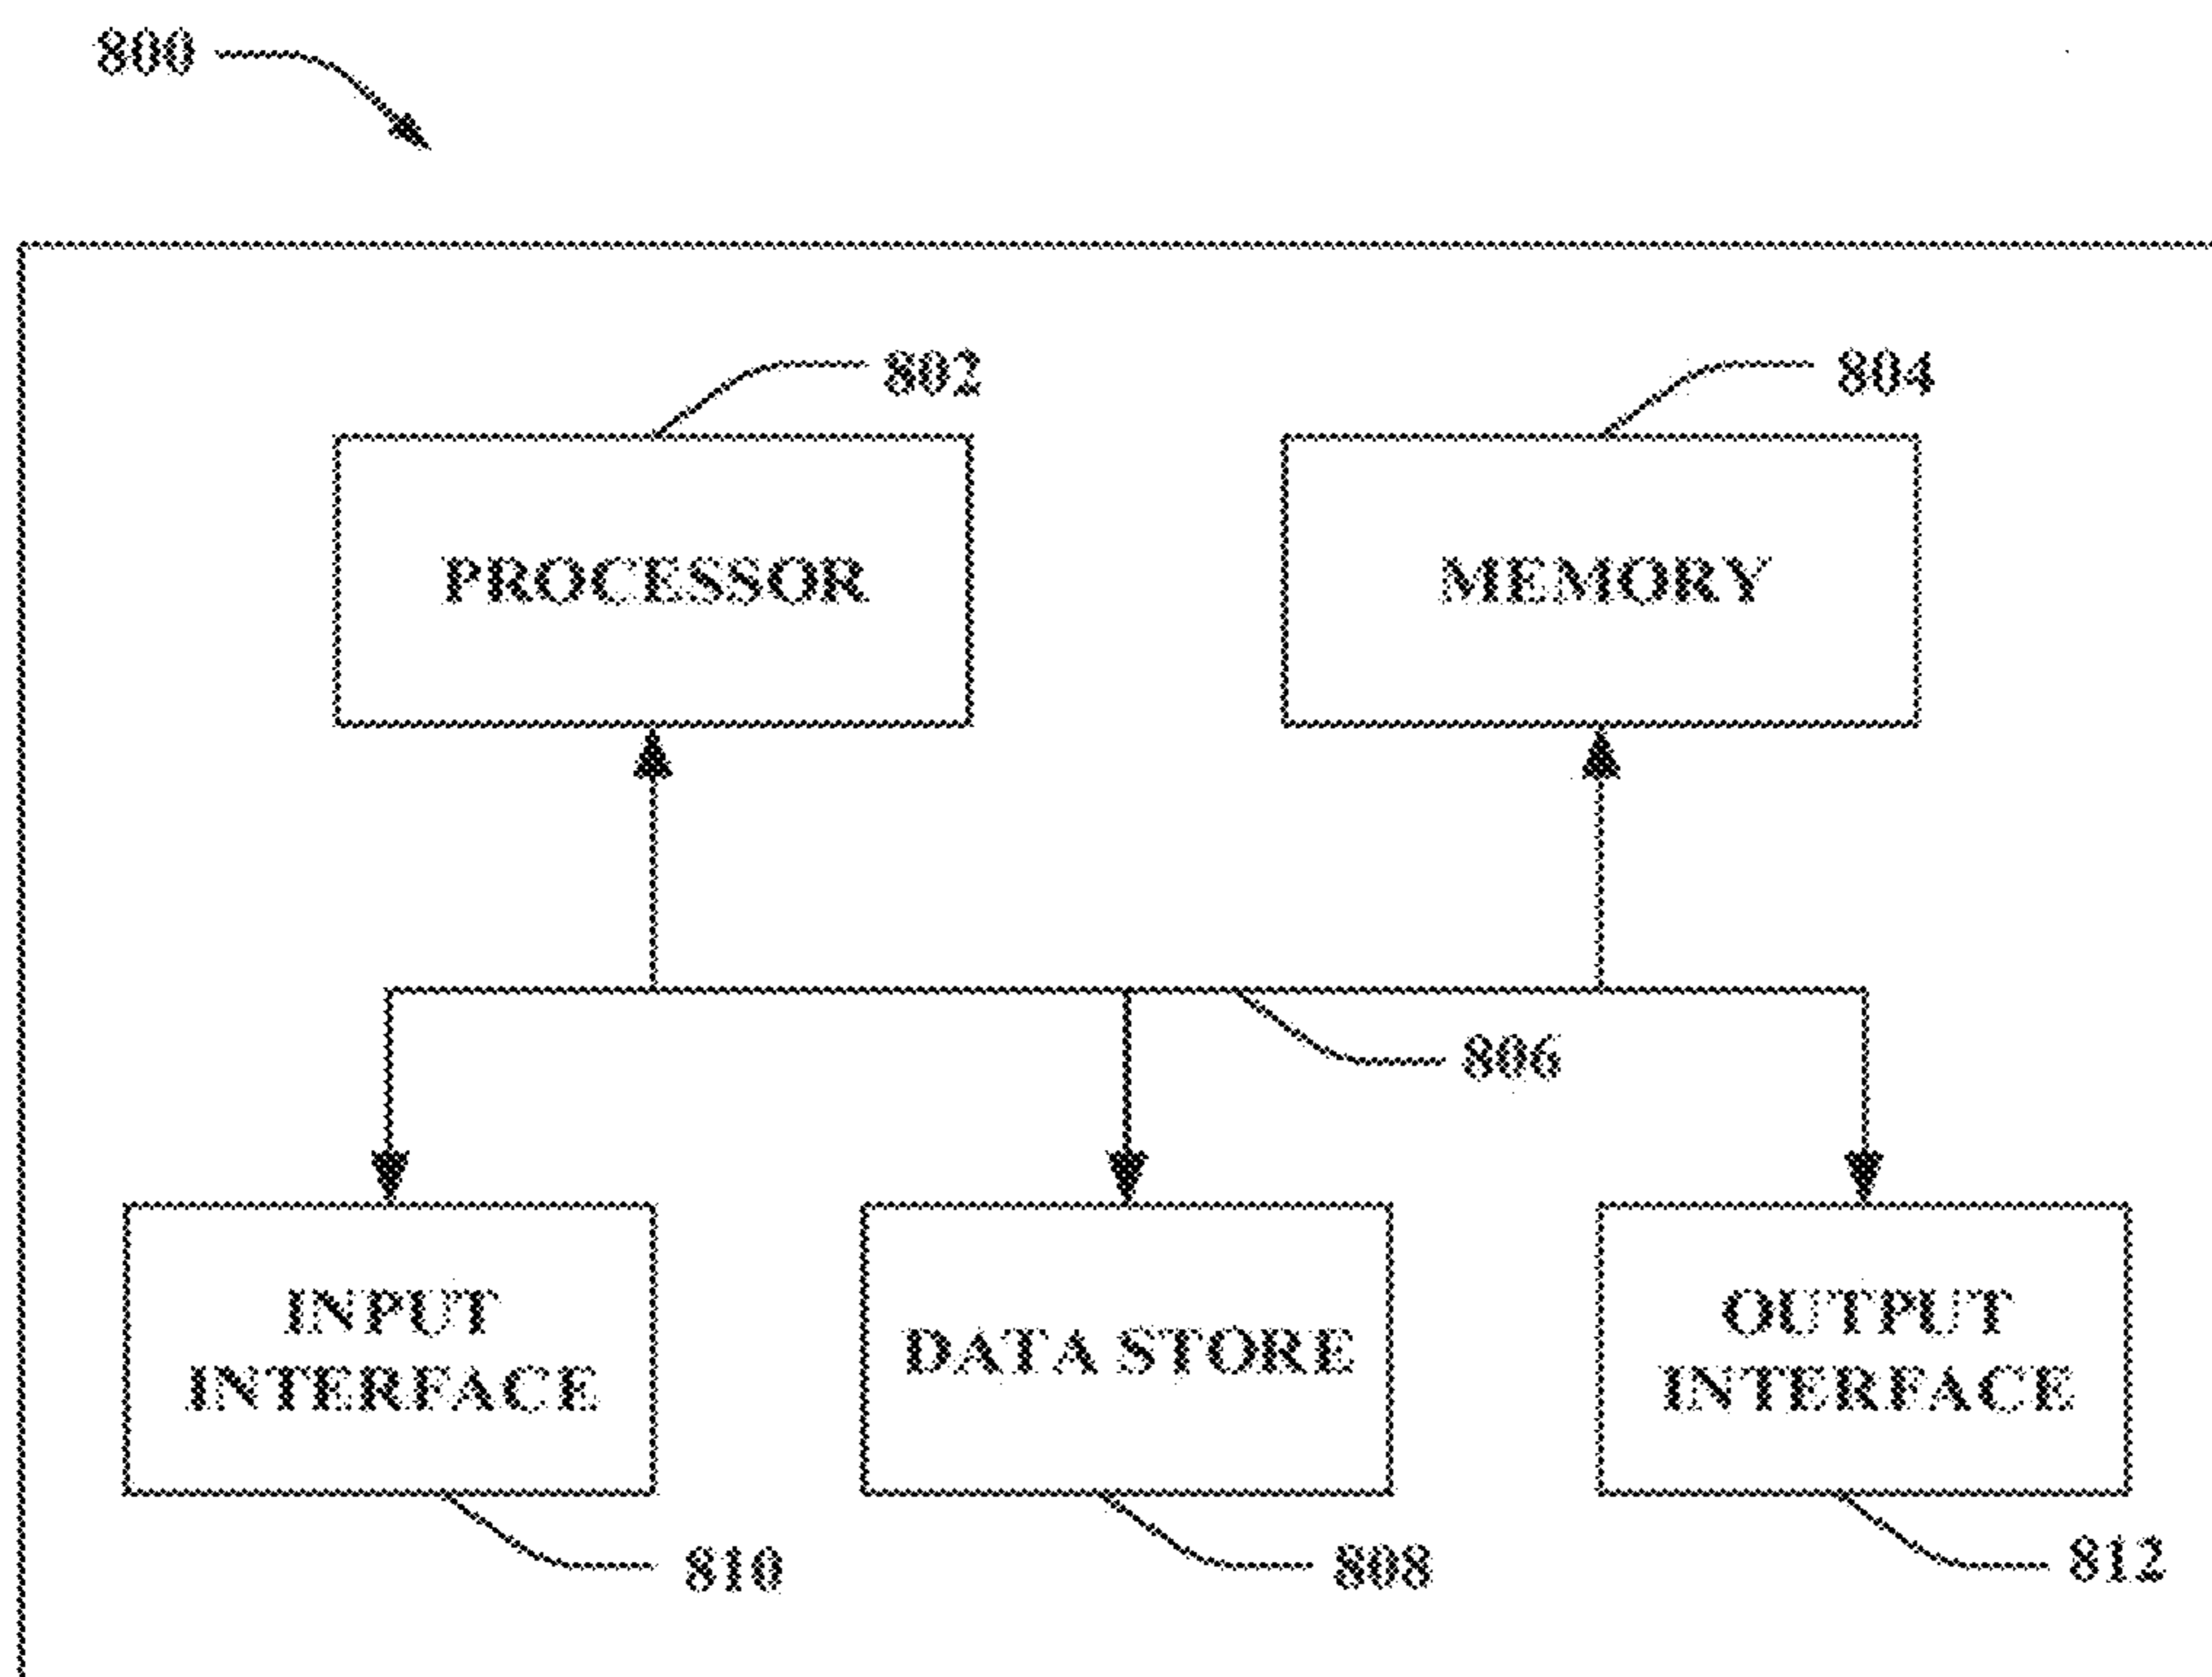 800
802
804
PROCESSOR
MEMORY
806
INPUT
INTERFACE
DATA STORE
OUTPUT
INTERFACE
810
808
812